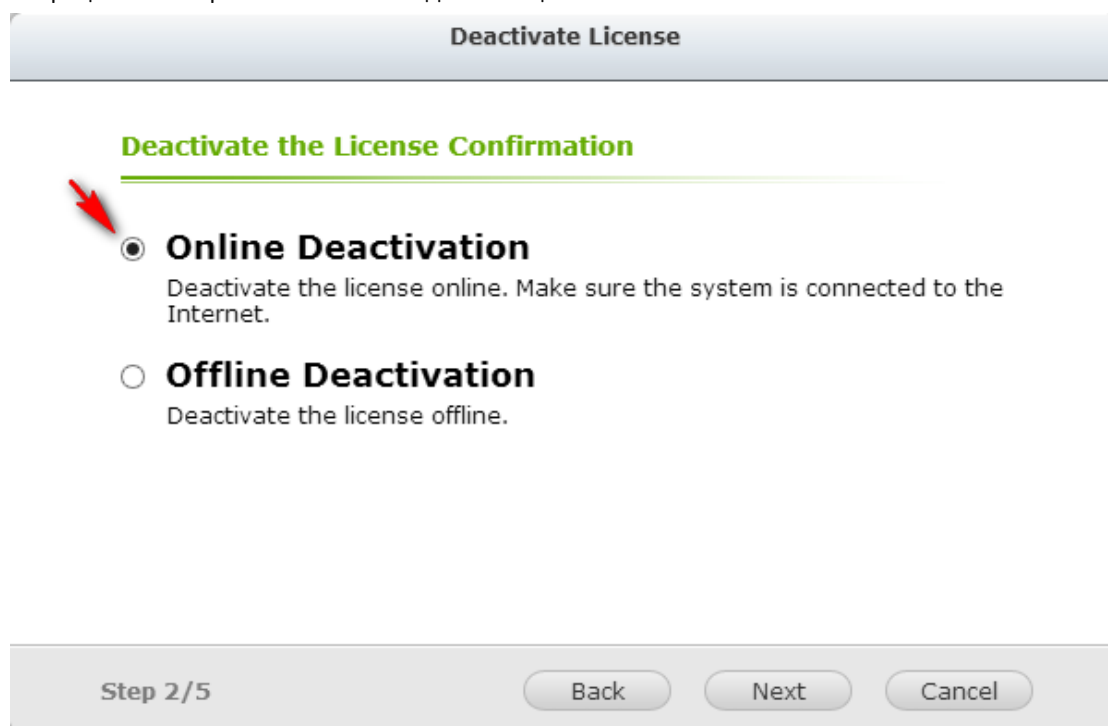 Deactivate License
Deactivate the License Confirmation
Online Deactivation
Deactivate the license online. Make sure the system is connected to the
Internet.
Offline Deactivation
Deactivate the license offline.
Step 2/5
Back
Next
Cancel